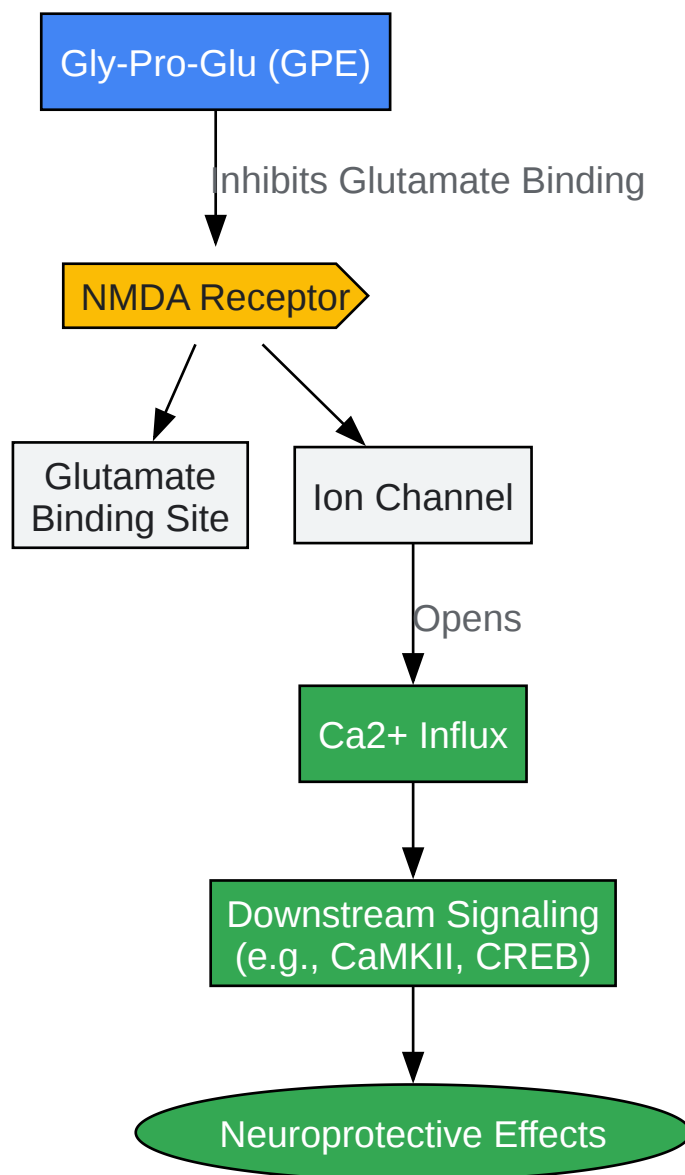 Gly-Pro-Glu (GPE)
Inhibits Glutamate Binding
NMDA Receptor
Glutamate
Binding Site
Ion Channel
Opens
Ca2+ Influx
Downstream Signaling
(e.g., CaMKII, CREB)
Neuroprotective Effects